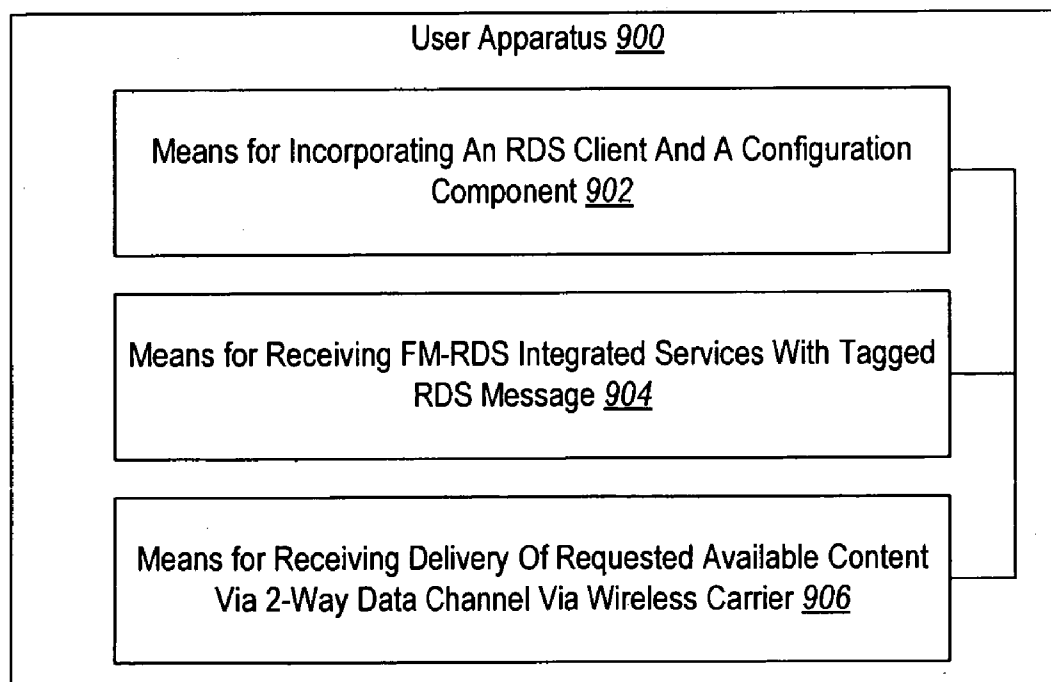 User Apparatus 900
Means for Incorporating An RDS Client And A Configuration
Component 902
Means for Receiving FM-RDS Integrated Services With Tagged
RDS Message 904
Means for Receiving Delivery Of Requested Available Content
Via 2-Way Data Channel Via Wireless Carrier 906